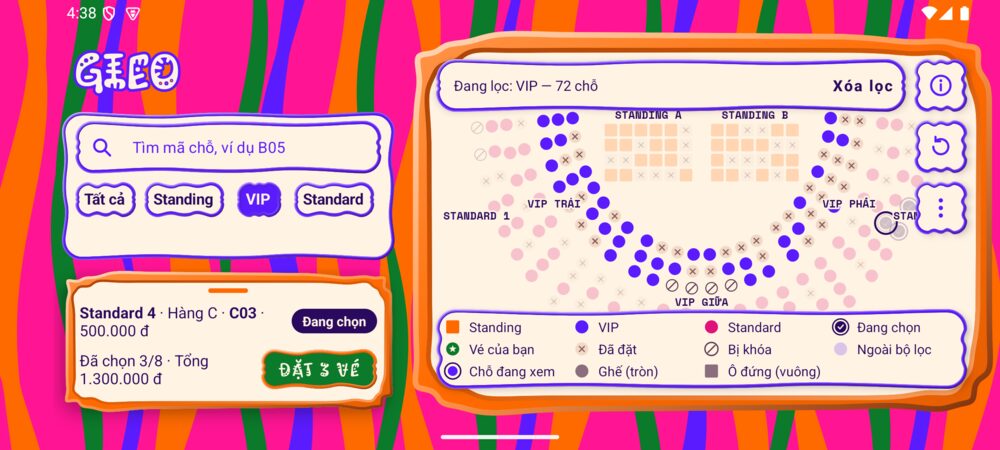 4:38
GIEO
Tìm mã chỗ, ví dụ B05
Tất cả
Standing
VIP
Standard
Standard 4 · Hàng C · C03 ·
500.000 đ
Đang chọn
Đã chọn 3/8 · Tổng
1.300.000 đ
ĐẶT 3 VÉ
Đang lọc: VIP — 72 chỗ
Xóa lọc
STANDING A
STANDING B
VIP TRÁI
VIP PHẢI
STANDARD 1
STAN
VIP GIỮA
Standing
VIP
Standard
Đang chọn
Vé của bạn
Đã đặt
Bị khóa
Ngoài bộ lọc
Chỗ đang xem
Ghế (tròn)
Ô đứng (vuông)